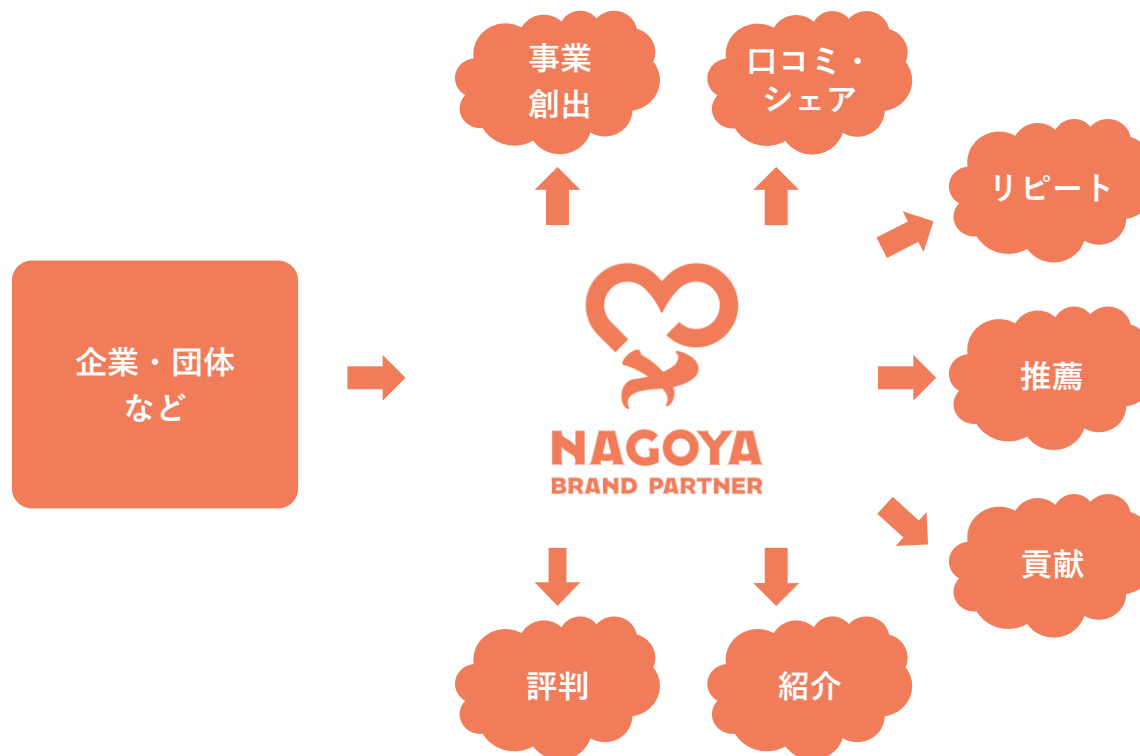 事業
創出
口コミ・
シェア
リピート
企業・団体
など
推薦
NAGOYA
BRAND PARTNER
貢献
評判
紹介